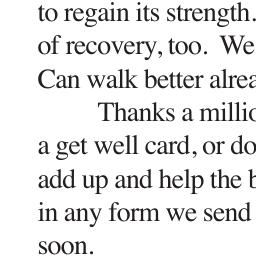 to regain its strength.
of recovery, too. We
Can walk better alrea
Thanks a millio
a get well card, or do
add up and help the b
in any form we send
soon.